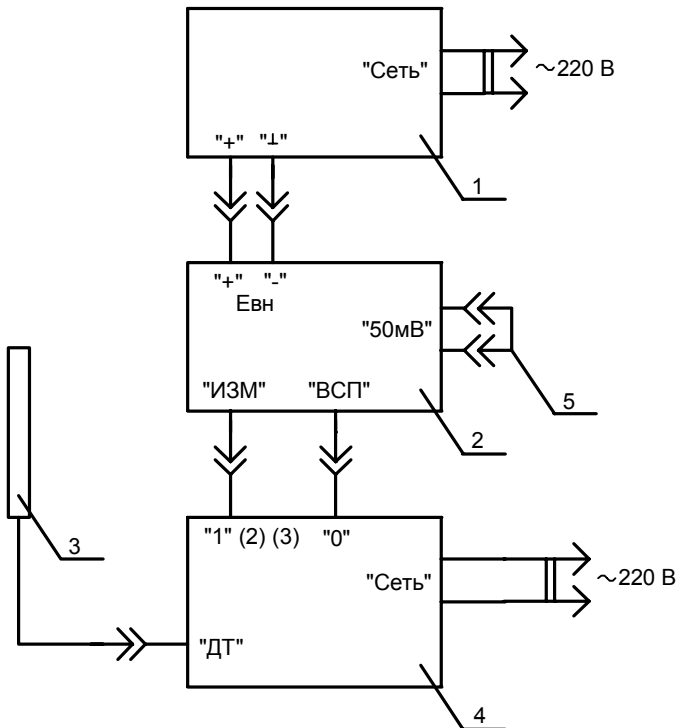 "Сеть"
~220 В
"+" "⊥"
1
"+" "-"
Евн
"50мВ"
"ИЗМ" "ВСП"
5
2
"1" (2) (3) "0"
3
"Сеть"
~220 В
"ДТ"
4